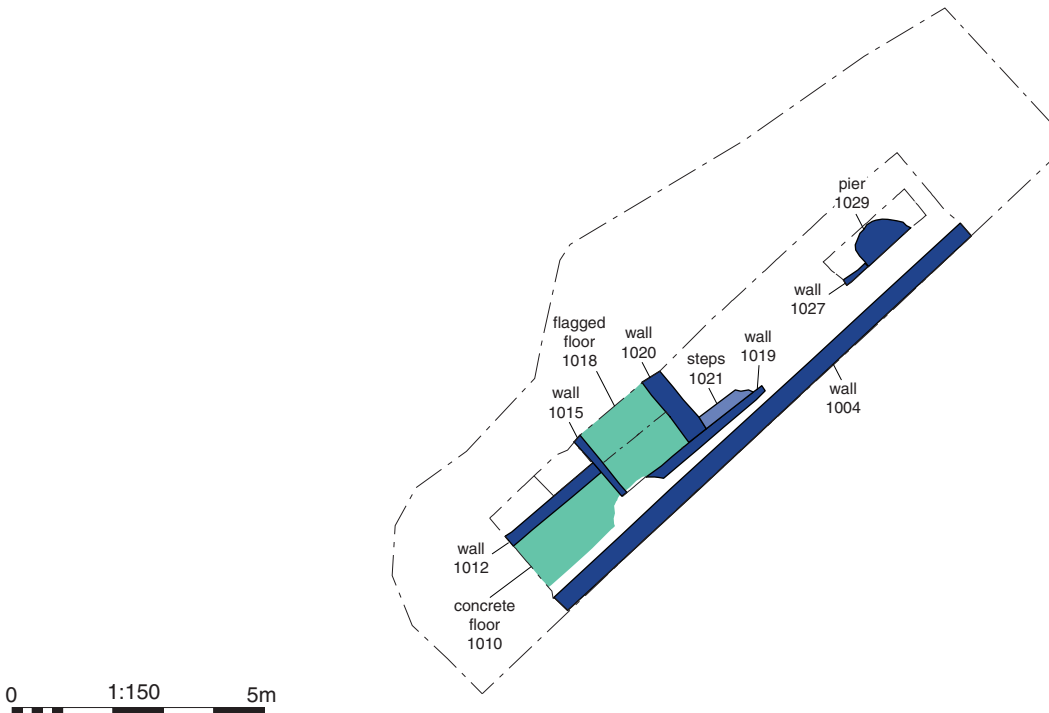 pier
1029
wall
1027
flagged
floor
1018
wall
1020
steps
1021
wall
1019
wall
1004
wall
1015
wall
1012
concrete
floor
1010
0
1:150
5m